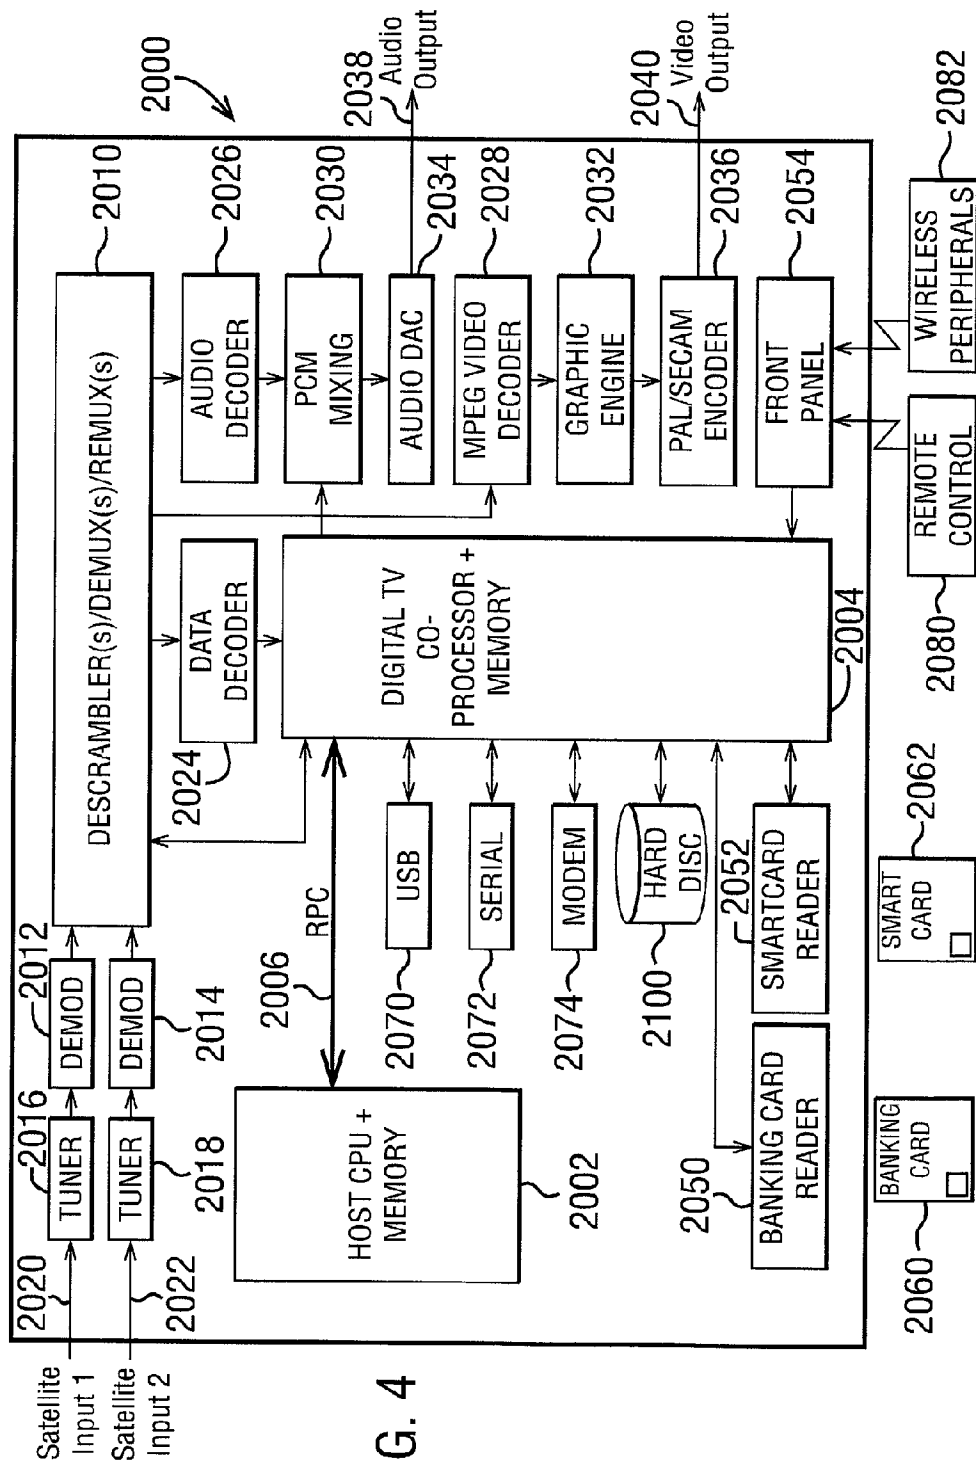 2000
2038
Audio
Output
2040
Video
Output
Satellite
Input 1
Satellite
Input 2
2020
2022
2016
TUNER
TUNER
2018
2012
DEMOD
DEMOD
2014
DESCRAMBLER(s)/DEMUX(s)/REMUX(s)
2010
2024
DATA
DECODER
AUDIO
DECODER
2026
PCM
MIXING
2030
AUDIO DAC
2034
MPEG VIDEO
DECODER
2028
GRAPHIC
ENGINE
2032
PAL/SECAM
ENCODER
2036
FRONT
PANEL
2054
HOST CPU +
MEMORY
2002
2006
RPC
DIGITAL TV
CO-
PROCESSOR +
MEMORY
2004
USB
2070
SERIAL
2072
MODEM
2074
HARD
DISC
2100
2050
BANKING CARD
READER
2052
SMARTCARD
READER
BANKING
CARD
2060
SMART
CARD
2062
REMOTE
CONTROL
2080
WIRELESS
PERIPHERALS
2082
G. 4